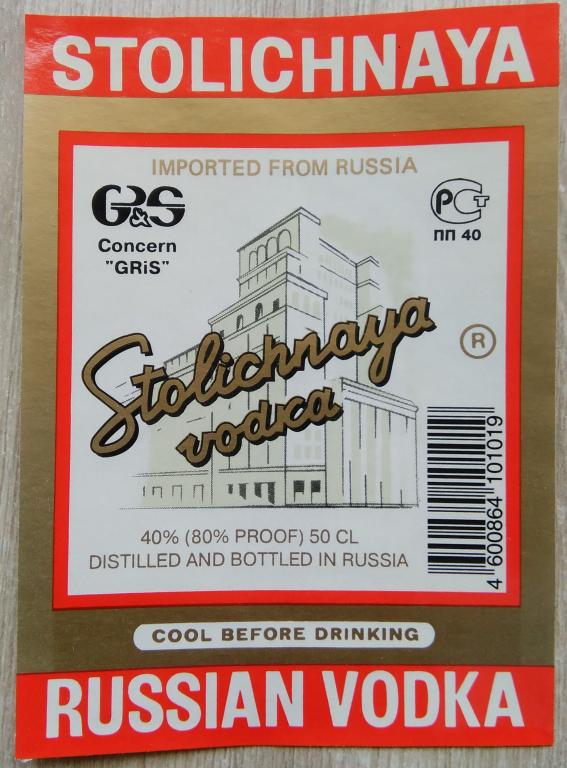 STOLICHNAYA
IMPORTED FROM RUSSIA
G&S
Concern
"GRiS"
РСТ
ПП 40
Stolichnaya
vodka
R
40% (80% PROOF) 50 CL
DISTILLED AND BOTTLED IN RUSSIA
4 600864 101019
COOL BEFORE DRINKING
RUSSIAN VODKA